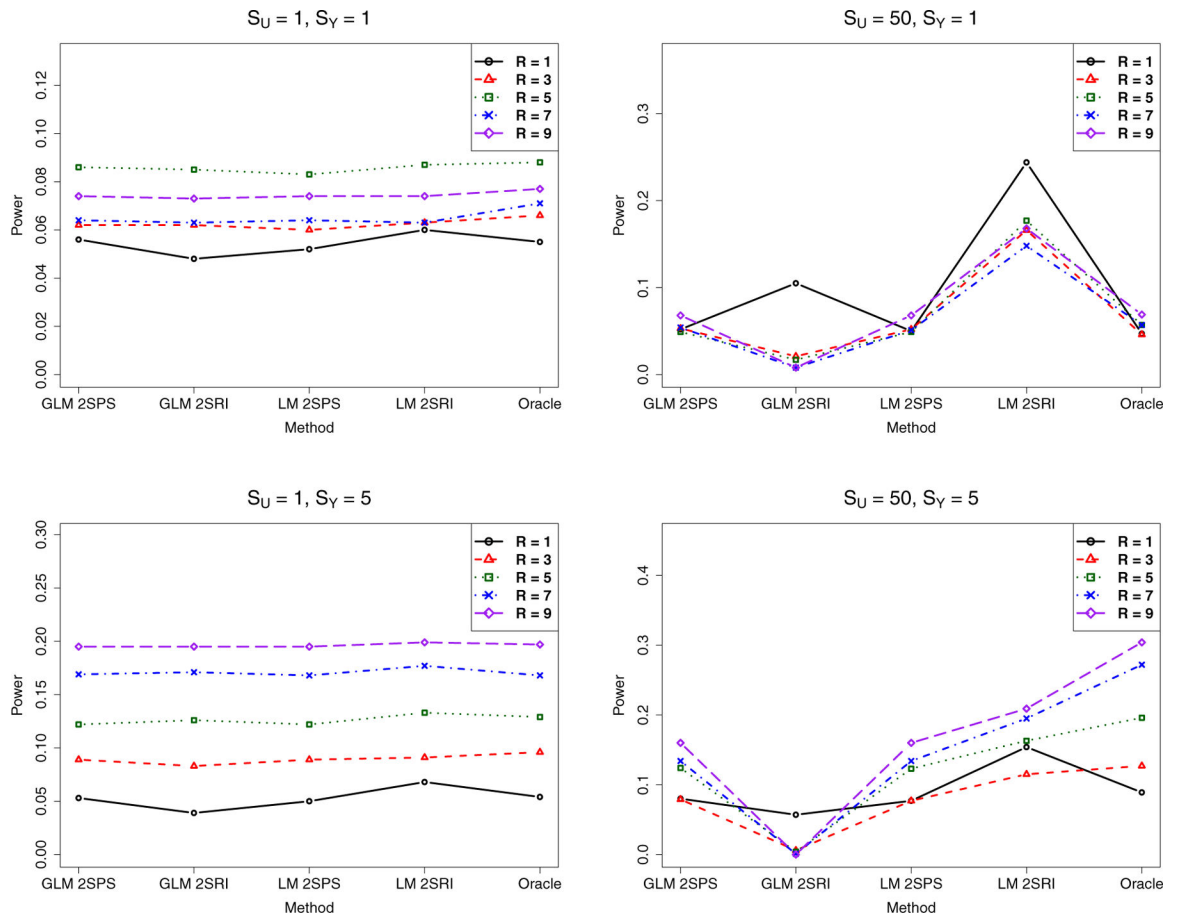 S_U = 1, S_Y = 1
R = 1
R = 3
R = 5
R = 7
R = 9
Power
0.12
0.10
0.08
0.06
0.04
0.02
0.00
GLM 2SPS GLM 2SRI LM 2SPS LM 2SRI Oracle
Method
S_U = 50, S_Y = 1
R = 1
R = 3
R = 5
R = 7
R = 9
Power
0.3
0.2
0.1
0.0
GLM 2SPS GLM 2SRI LM 2SPS LM 2SRI Oracle
Method
S_U = 1, S_Y = 5
R = 1
R = 3
R = 5
R = 7
R = 9
Power
0.30
0.25
0.20
0.15
0.10
0.05
0.00
GLM 2SPS GLM 2SRI LM 2SPS LM 2SRI Oracle
Method
S_U = 50, S_Y = 5
R = 1
R = 3
R = 5
R = 7
R = 9
Power
0.4
0.3
0.2
0.1
0.0
GLM 2SPS GLM 2SRI LM 2SPS LM 2SRI Oracle
Method